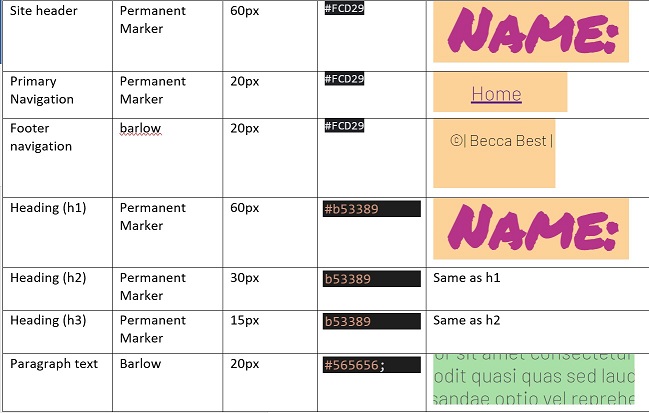 Site header Permanent 60px #FCD29 NAME:
Marker
Primary Permanent 20px #FCD29
Navigation Marker Home
Footer barlow 20px #FCD29
navigation ©| Becca Best |
Heading (h1) Permanent 60px #b53389 NAME:
Marker
Heading (h2) Permanent 30px b53389 Same as h1
Marker
Heading (h3) Permanent 15px b53389 Same as h2
Marker
Paragraph text Barlow 20px #565656; or sit amet consectetur
odit quasi quas sed lauc
sandae optio vel reprehe